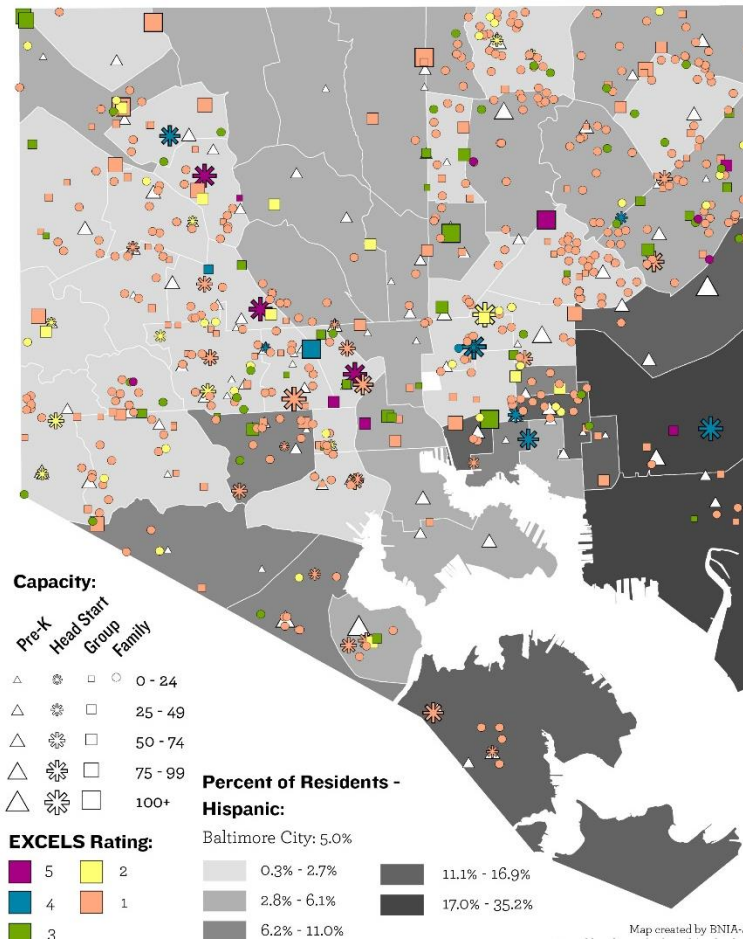 Capacity:
Pre-K Head Start Group Family
0 - 24
25 - 49
50 - 74
75 - 99
100+
EXCELS Rating:
5 2
4 1
3
Percent of Residents -
Hispanic:
Baltimore City: 5.0%
0.3% - 2.7% 11.1% - 16.9%
2.8% - 6.1% 17.0% - 35.2%
6.2% - 11.0%
Map created by BNIA-